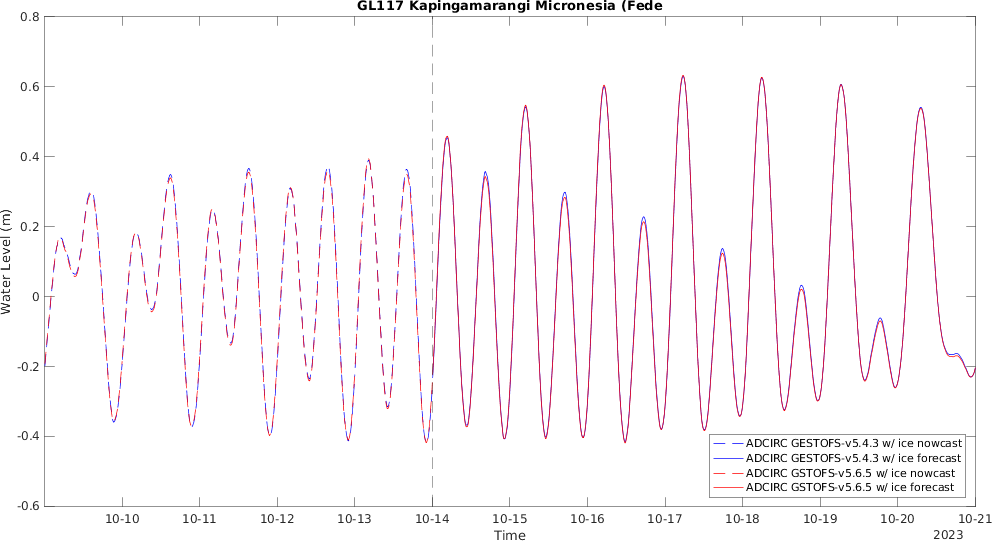 GL117 Kapingamarangi Micronesia (Fede
0.8
0.6
0.4
0.2
0
-0.2
-0.4
-0.6
Water Level (m)
ADCIRC GESTOFS-v5.4.3 w/ ice nowcast
ADCIRC GESTOFS-v5.4.3 w/ ice forecast
ADCIRC GSTOFS-v5.6.5 w/ ice nowcast
ADCIRC GSTOFS-v5.6.5 w/ ice forecast
10-10 10-11 10-12 10-13 10-14 10-15 10-16 10-17 10-18 10-19 10-20 10-21
Time
2023